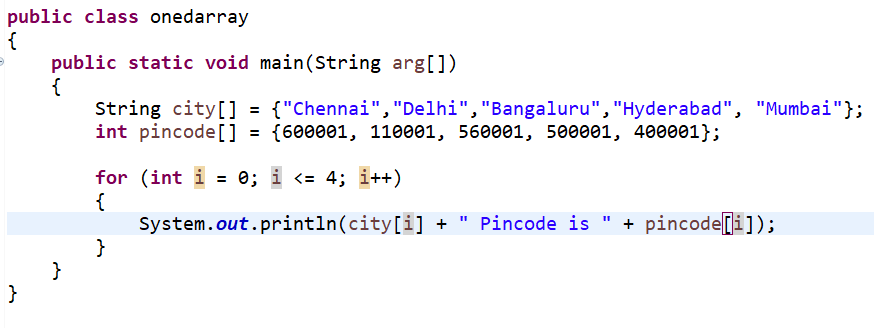 public class onedarray
{
    public static void main(String arg[])
    {
        String city[] = {"Chennai","Delhi","Bangaluru","Hyderabad", "Mumbai"};
        int pincode[] = {600001, 110001, 560001, 500001, 400001};

        for (int i = 0; i <= 4; i++)
        {
            System.out.println(city[i] + " Pincode is " + pincode[i]);
        }
    }
}